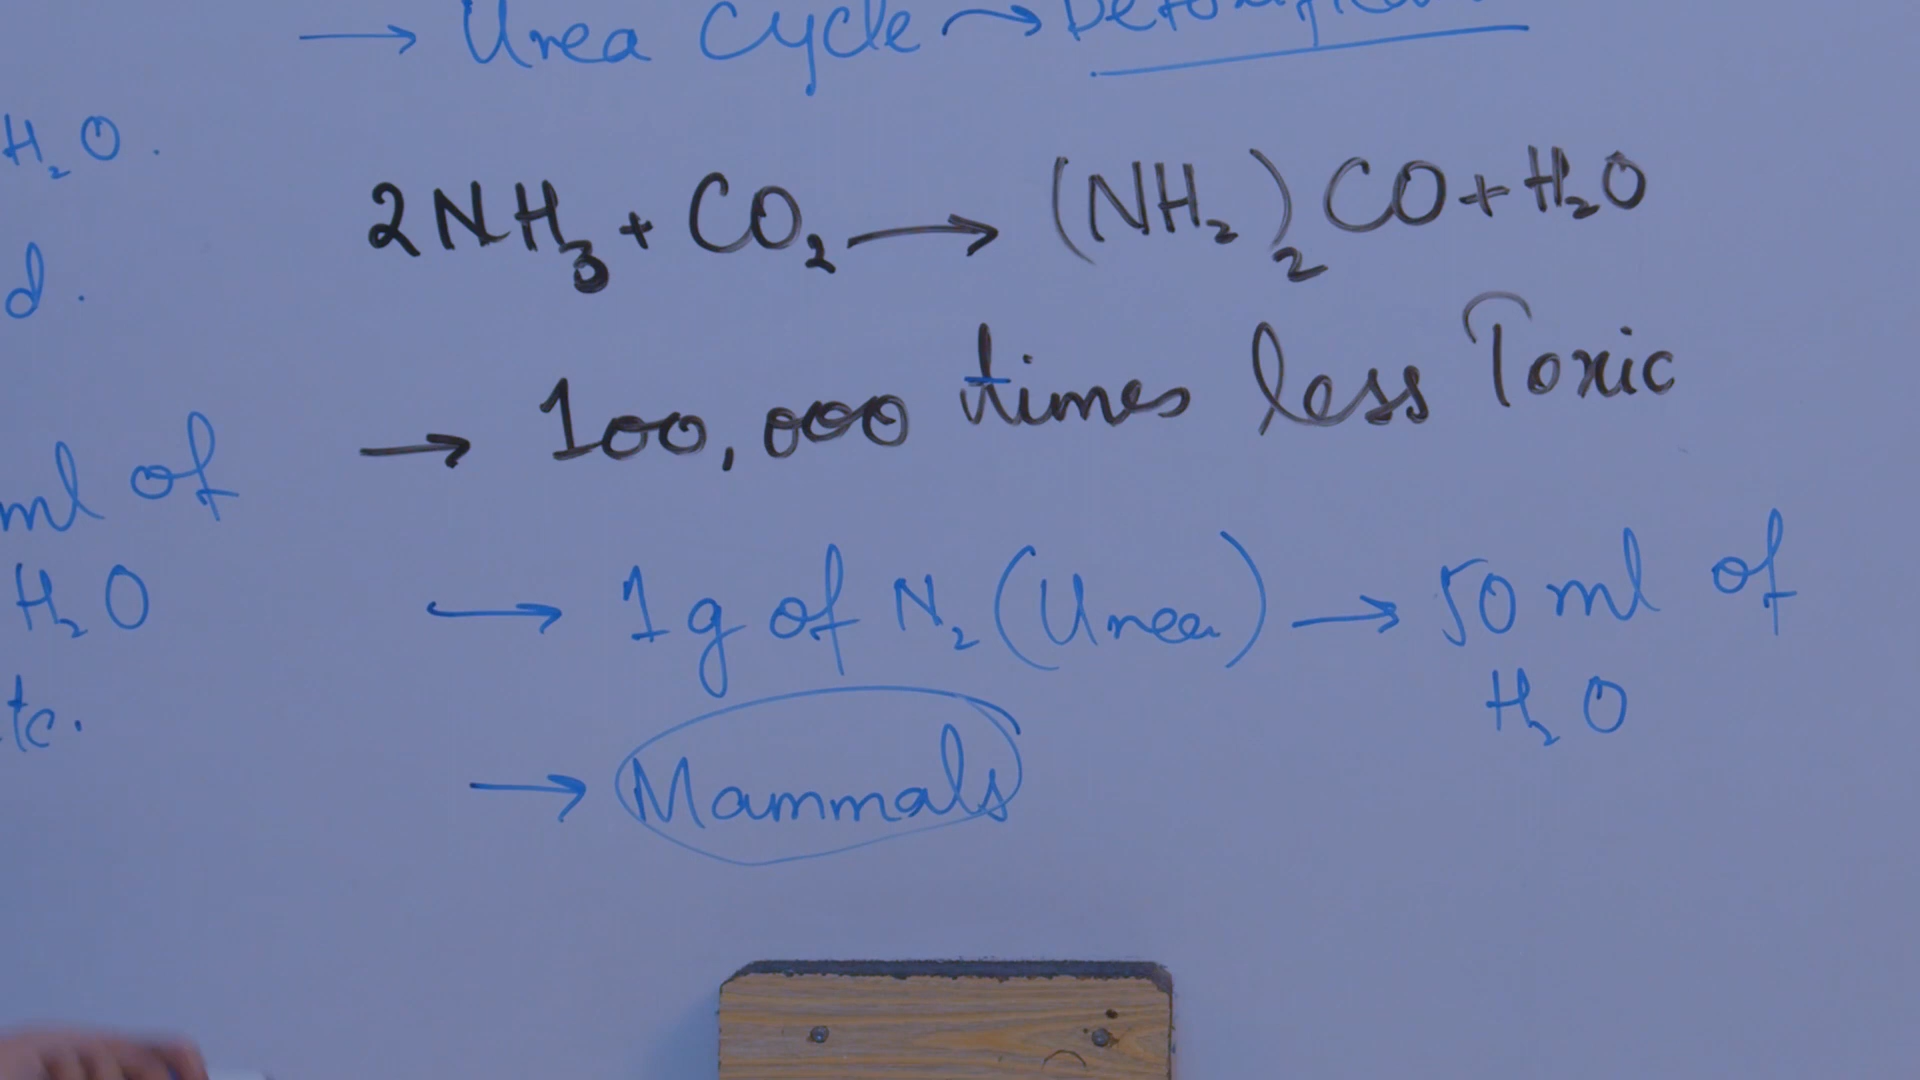 → Urea Cycle →
H₂O.
2NH₃ + CO₂ → (NH₂)₂CO + H₂O
d.
→ 100,000 times less Toxic
ml of
H₂O
→ 1g of N₂ (Urea) → 50 ml of
H₂O
tc.
→ Mammals